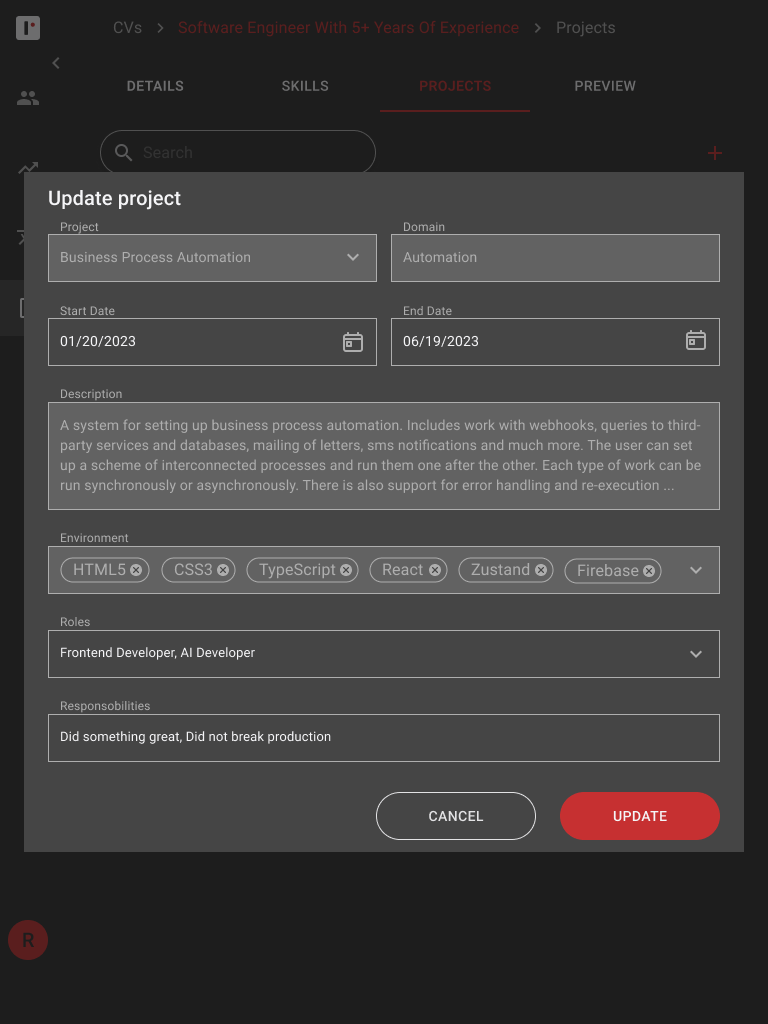 CVs > Software Engineer With 5+ Years Of Experience > Projects
DETAILS SKILLS PROJECTS PREVIEW
Search
Update project
Project Domain
Business Process Automation Automation
Start Date End Date
01/20/2023 06/19/2023
Description
A system for setting up business process automation. Includes work with webhooks, queries to third-
party services and databases, mailing of letters, sms notifications and much more. The user can set
up a scheme of interconnected processes and run them one after the other. Each type of work can be
run synchronously or asynchronously. There is also support for error handling and re-execution ...
Environment
HTML5 CSS3 TypeScript React Zustand Firebase
Roles
Frontend Developer, AI Developer
Responsobilities
Did something great, Did not break production
CANCEL UPDATE
R